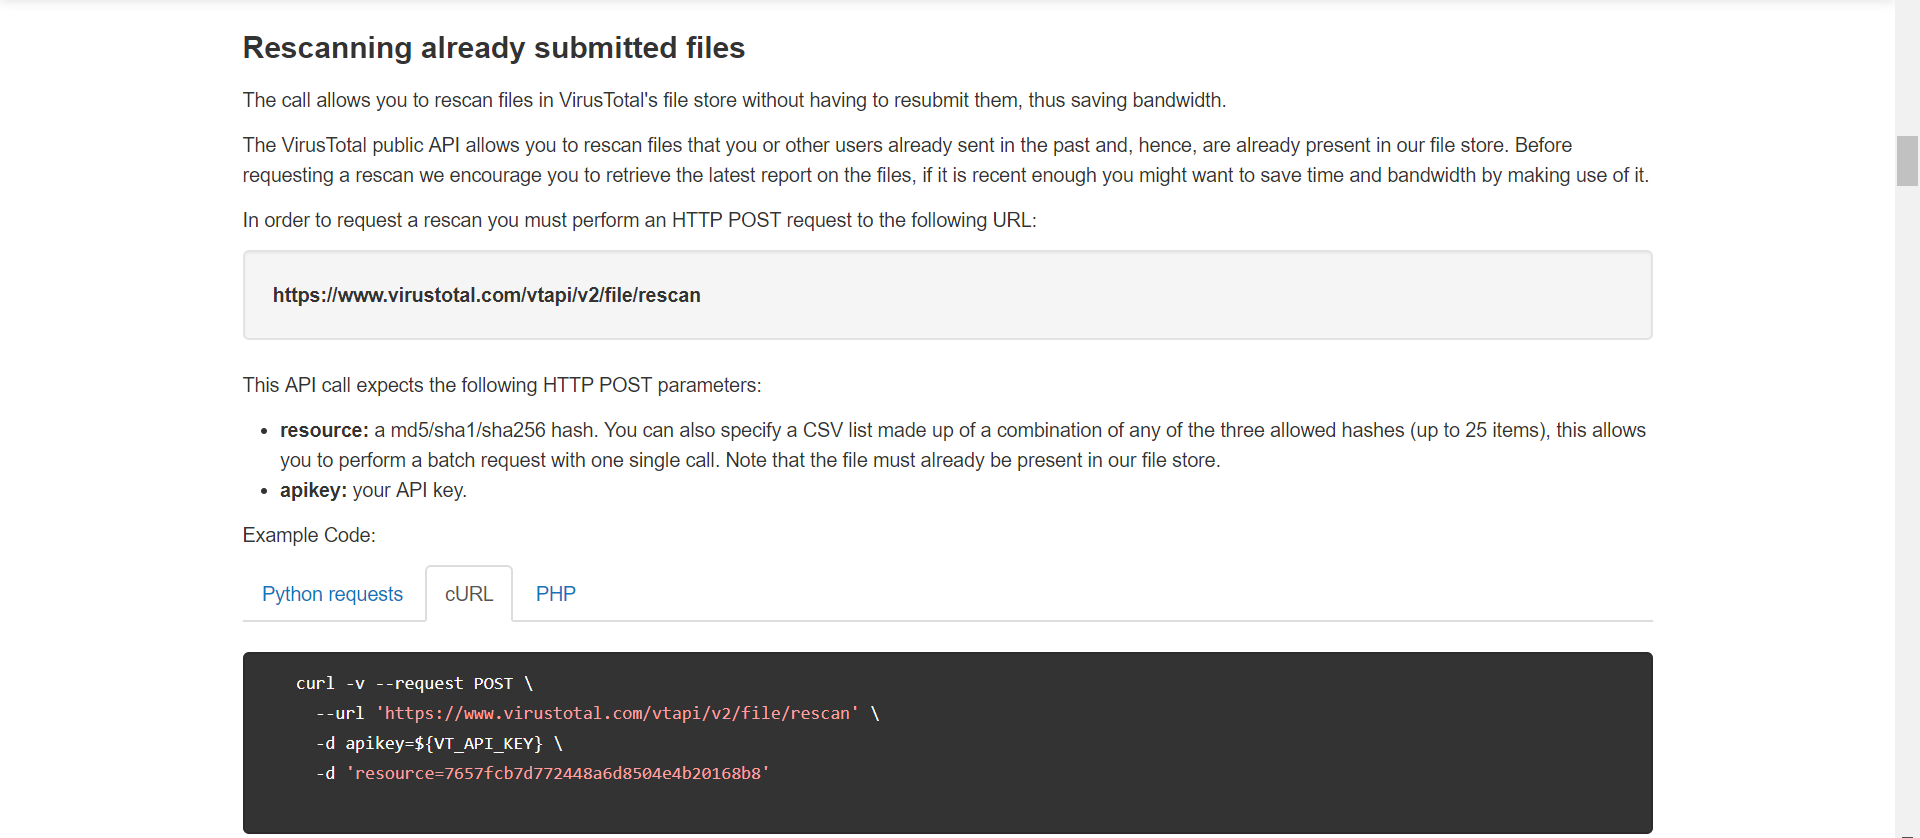 Rescanning already submitted files
The call allows you to rescan files in VirusTotal's file store without having to resubmit them, thus saving bandwidth.
The VirusTotal public API allows you to rescan files that you or other users already sent in the past and, hence, are already present in our file store. Before
requesting a rescan we encourage you to retrieve the latest report on the files, if it is recent enough you might want to save time and bandwidth by making use of it.
In order to request a rescan you must perform an HTTP POST request to the following URL:
https://www.virustotal.com/vtapi/v2/file/rescan
This API call expects the following HTTP POST parameters:
• resource: a md5/sha1/sha256 hash. You can also specify a CSV list made up of a combination of any of the three allowed hashes (up to 25 items), this allows
you to perform a batch request with one single call. Note that the file must already be present in our file store.
• apikey: your API key.
Example Code:
Python requests cURL PHP
curl -v --request POST \
--url 'https://www.virustotal.com/vtapi/v2/file/rescan' \
-d apikey=${VT_API_KEY} \
-d 'resource=7657fcb7d772448a6d8504e4b20168b8'